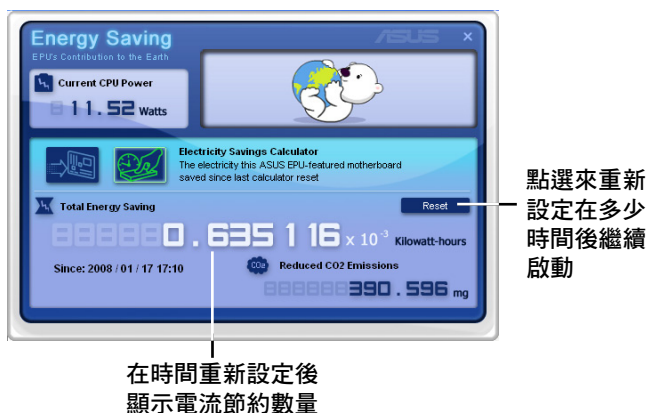 Energy Saving
ASUS
×
EPU's Contribution to the Earth
Current CPU Power
11.52 Watts
Electricity Savings Calculator
The electricity this ASUS EPU-featured motherboard
saved since last calculator reset
Total Energy Saving
Reset
0.635116 x 10⁻³ Kilowatt-hours
Since: 2008 / 01 / 17 17:10
CO2
Reduced CO2 Emissions
390.596 mg
點選來重新
設定在多少
時間後繼續
啟動
在時間重新設定後
顯示電流節約數量